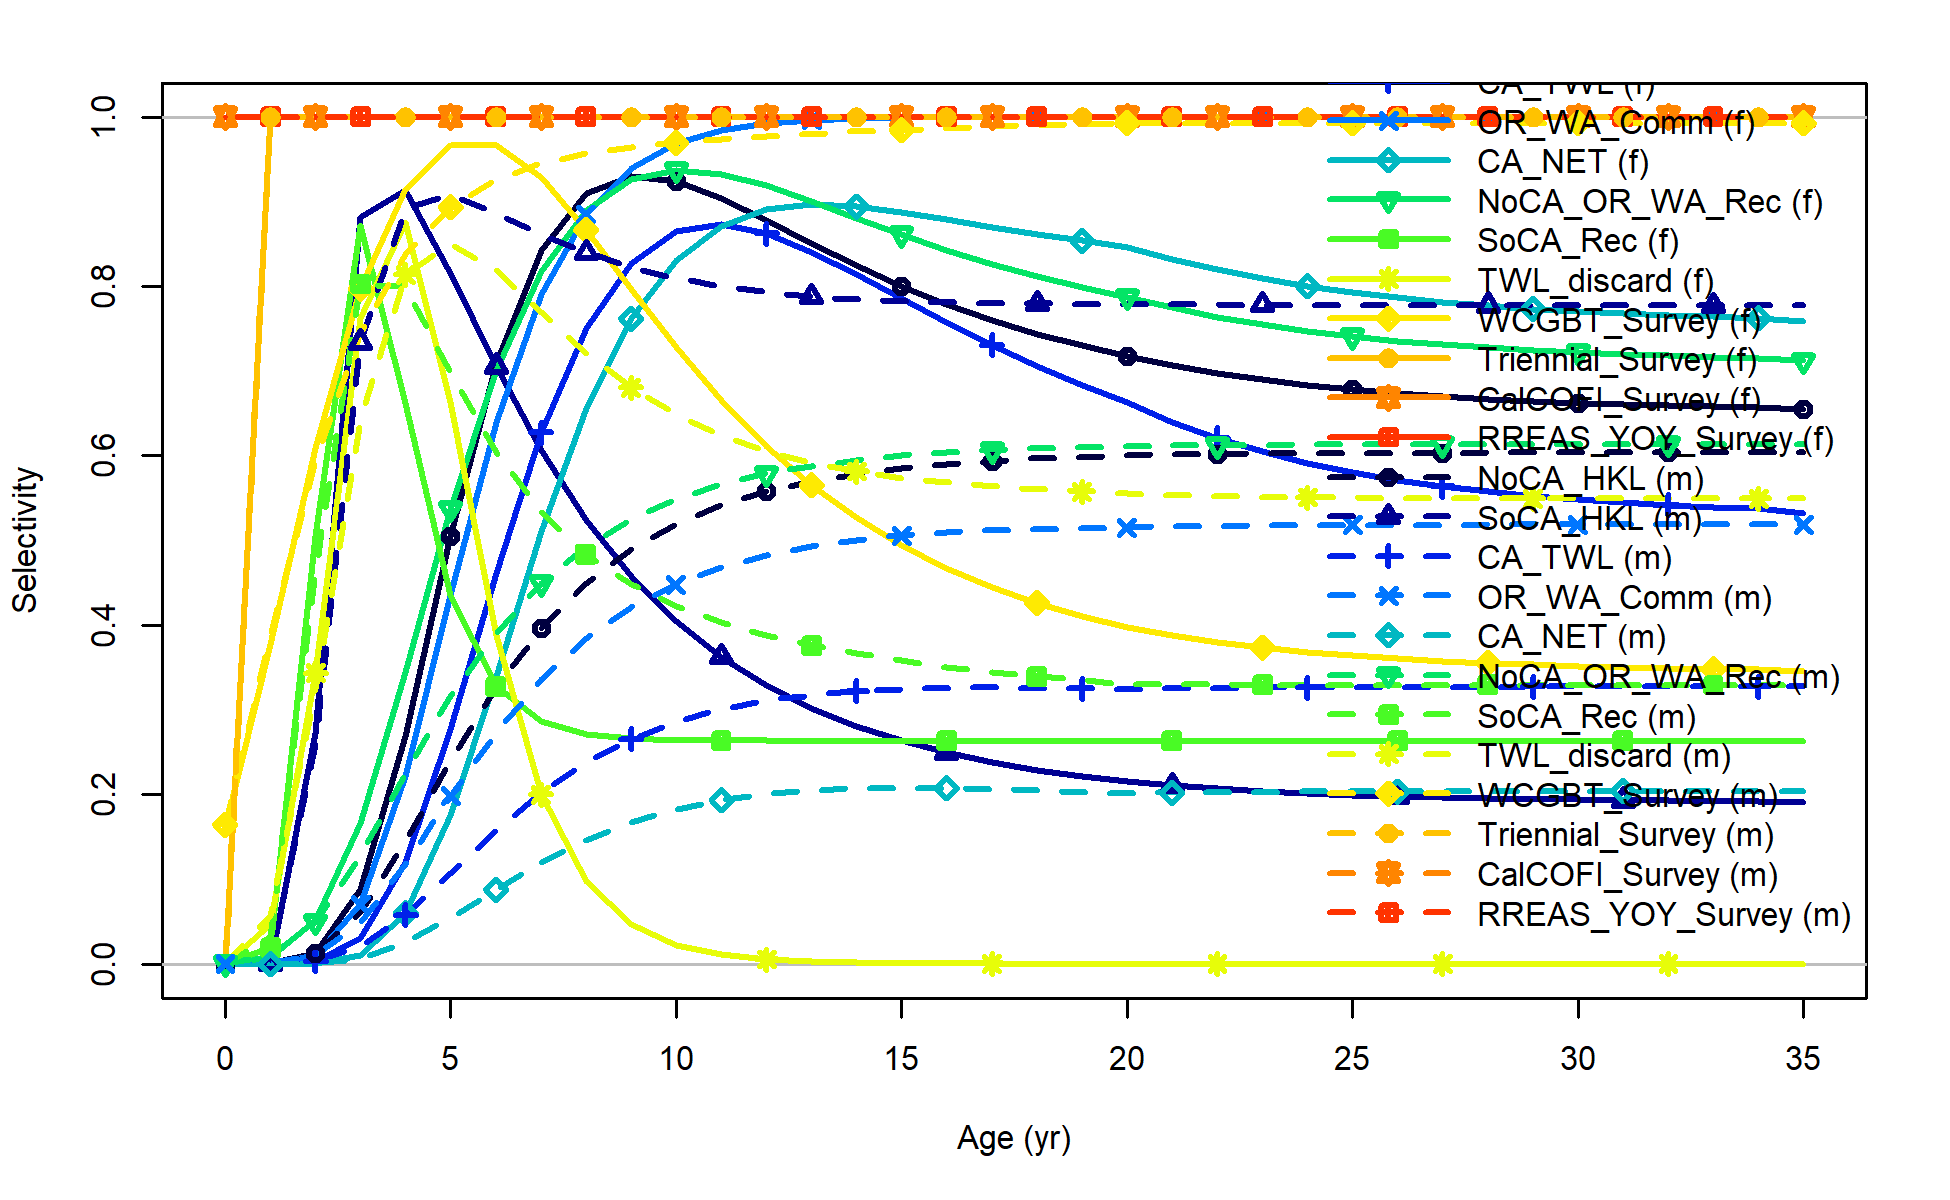 CA_TWL (f)
OR_WA_Comm (f)
CA_NET (f)
NoCA_OR_WA_Rec (f)
SoCA_Rec (f)
TWL_discard (f)
WCGBT_Survey (f)
Triennial_Survey (f)
CalCOFI_Survey (f)
RREAS_YOY_Survey (f)
NoCA_HKL (m)
SoCA_HKL (m)
CA_TWL (m)
OR_WA_Comm (m)
CA_NET (m)
NoCA_OR_WA_Rec (m)
SoCA_Rec (m)
TWL_discard (m)
WCGBT_Survey (m)
Triennial_Survey (m)
CalCOFI_Survey (m)
RREAS_YOY_Survey (m)
Selectivity
1.0
0.8
0.6
0.4
0.2
0.0
0 5 10 15 20 25 30 35
Age (yr)